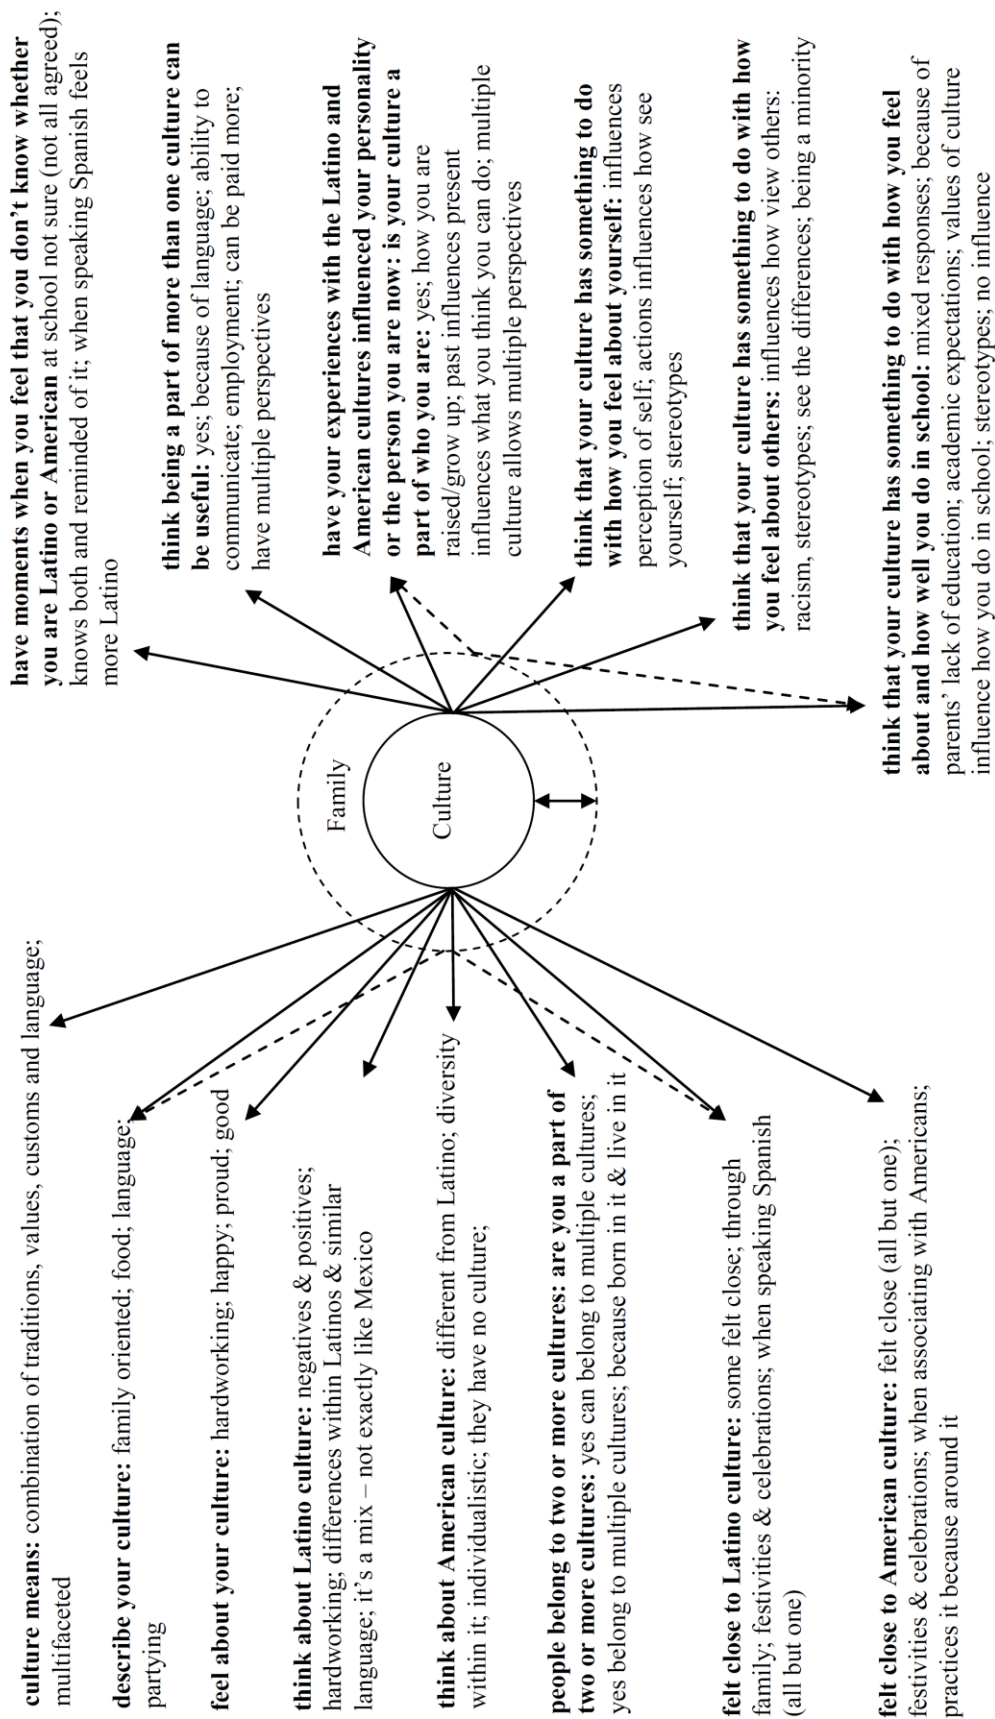 culture means: combination of traditions, values, customs and language;
multifaceted
describe your culture: family oriented; food; language;
partying
feel about your culture: hardworking; happy; proud; good
think about Latino culture: negatives & positives;
hardworking; differences within Latinos & similar
language; it's a mix – not exactly like Mexico
think about American culture: different from Latino; diversity
within it; individualistic; they have no culture;
people belong to two or more cultures: are you a part of
two or more cultures: yes can belong to multiple cultures;
yes belong to multiple cultures; because born in it & live in it
felt close to Latino culture: some felt close; through
family; festivities & celebrations; when speaking Spanish
(all but one)
felt close to American culture: felt close (all but one);
festivities & celebrations; when associating with Americans;
practices it because around it
Family
Culture
have moments when you feel that you don't know whether
you are Latino or American at school not sure (not all agreed);
knows both and reminded of it; when speaking Spanish feels
more Latino
think being a part of more than one culture can
be useful: yes; because of language; ability to
communicate; employment; can be paid more;
have multiple perspectives
have your experiences with the Latino and
American cultures influenced your personality
or the person you are now: is your culture a
part of who you are: yes; how you are
raised/grow up; past influences present
influences what you think you can do; multiple
culture allows multiple perspectives
think that your culture has something to do
with how you feel about yourself: influences
perception of self; actions influences how see
yourself; stereotypes
think that your culture has something to do with how
you feel about others: influences how view others:
racism, stereotypes; see the differences; being a minority
think that your culture has something to do with how you feel
about and how well you do in school: mixed responses; because of
parents' lack of education; academic expectations; values of culture
influence how you do in school; stereotypes; no influence